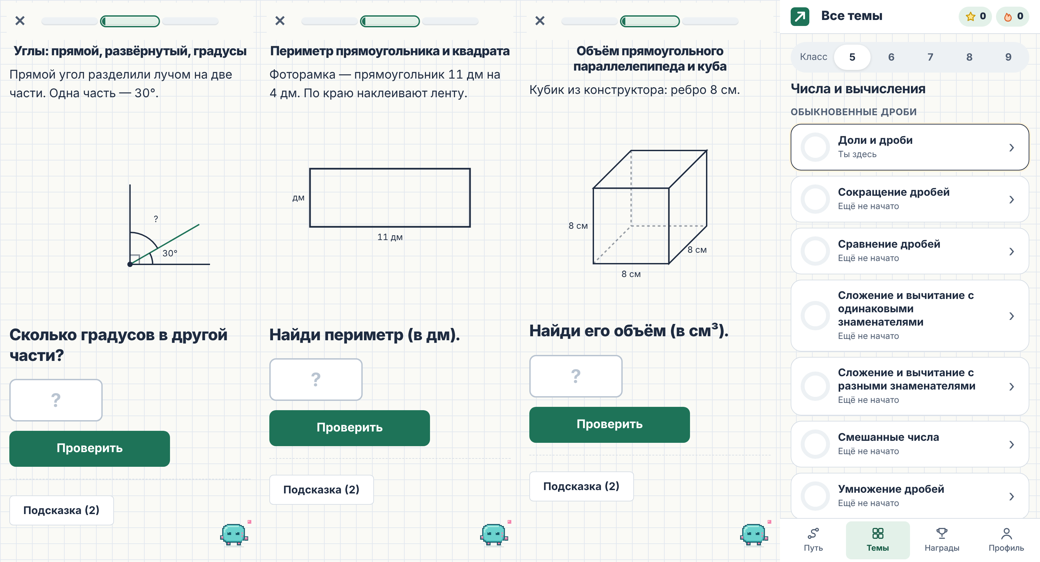 Углы: прямой, развёрнутый, градусы
Прямой угол разделили лучом на две
части. Одна часть — 30°.
?
30°
Сколько градусов в другой
части?
?
Проверить
Подсказка (2)
Периметр прямоугольника и квадрата
Фоторамка — прямоугольник 11 дм на
4 дм. По краю наклеивают ленту.
дм
11 дм
Найди периметр (в дм).
?
Проверить
Подсказка (2)
Объём прямоугольного
параллелепипеда и куба
Кубик из конструктора: ребро 8 см.
8 см
8 см
8 см
Найди его объём (в см³).
?
Проверить
Подсказка (2)
Все темы
0
0
Класс 5 6 7 8 9
Числа и вычисления
ОБЫКНОВЕННЫЕ ДРОБИ
Доли и дроби
Ты здесь
Сокращение дробей
Ещё не начато
Сравнение дробей
Ещё не начато
Сложение и вычитание с
одинаковыми
знаменателями
Ещё не начато
Сложение и вычитание с
разными знаменателями
Ещё не начато
Смешанные числа
Ещё не начато
Умножение дробей
Ещё не начато
Путь Темы Награды Профиль